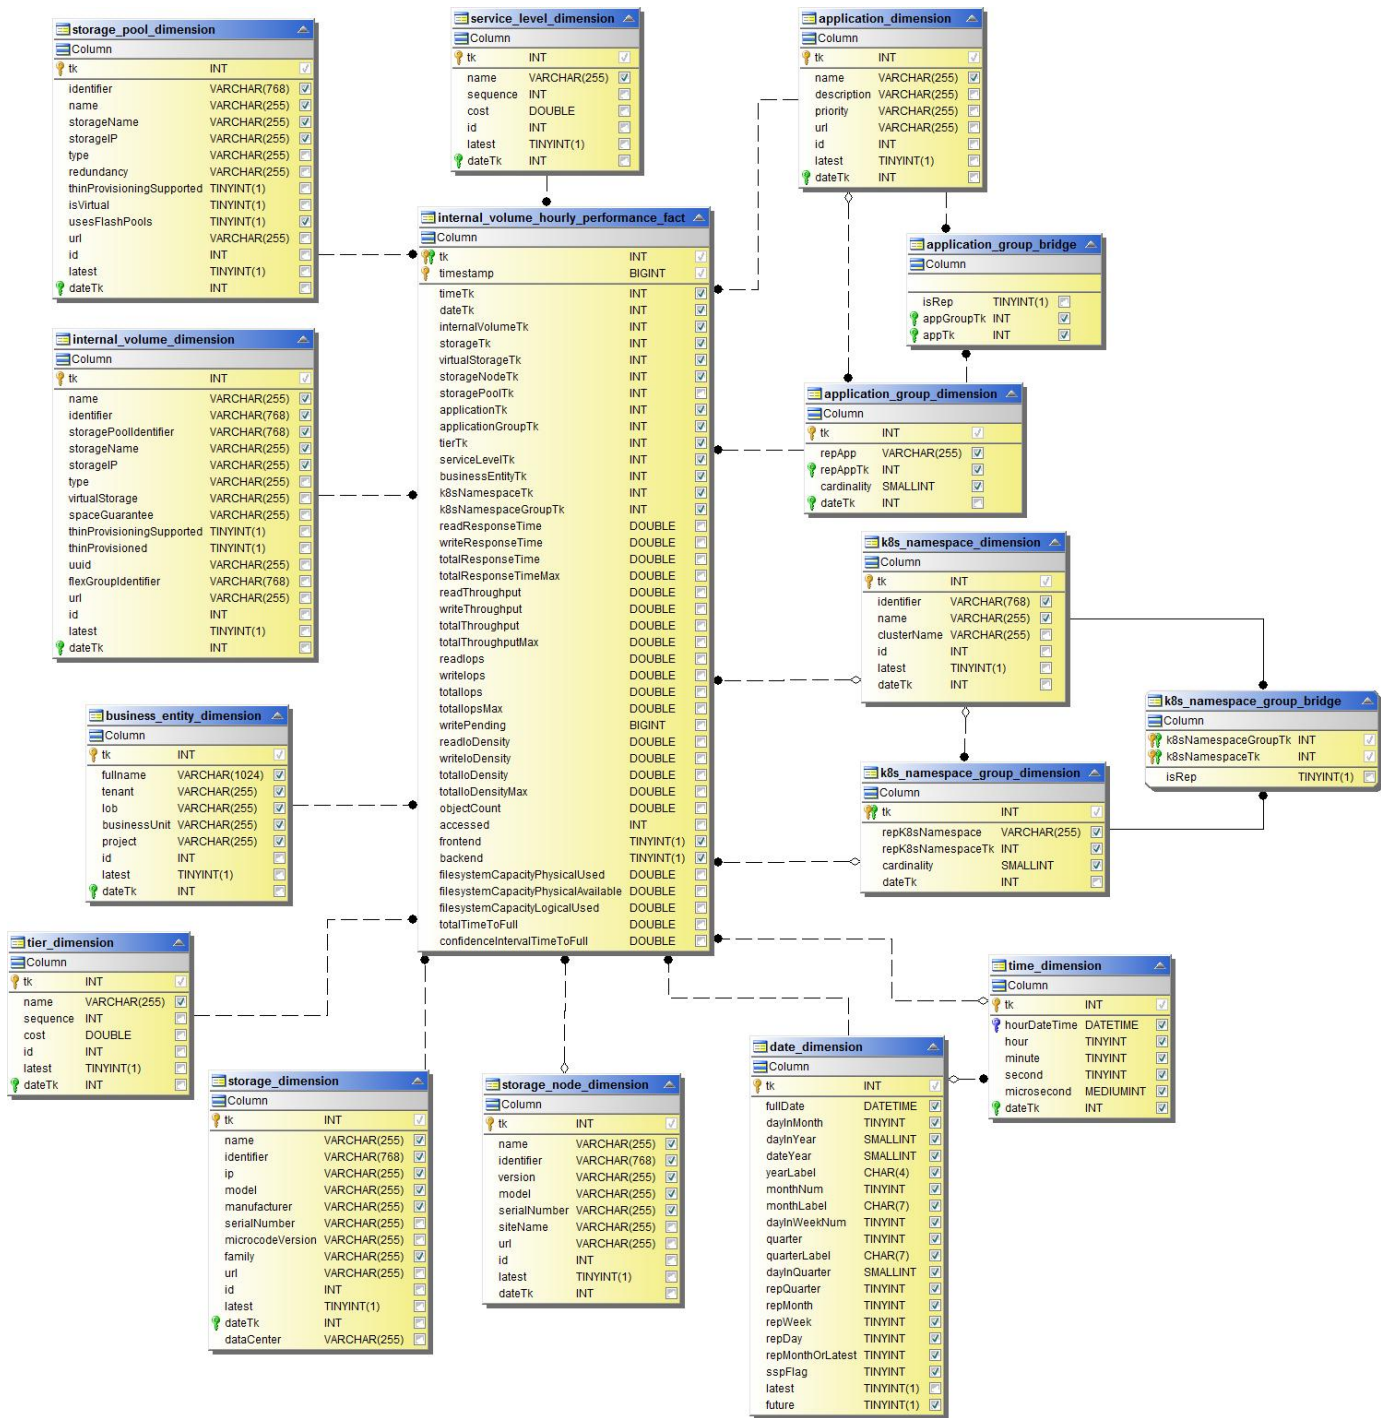 storage_pool_dimension
Column
tk INT
identifier VARCHAR(768)
name VARCHAR(255)
storageName VARCHAR(255)
storageIP VARCHAR(255)
type VARCHAR(255)
redundancy VARCHAR(255)
thinProvisioningSupported TINYINT(1)
isVirtual TINYINT(1)
usesFlashPools TINYINT(1)
url VARCHAR(255)
id INT
latest TINYINT(1)
dateTk INT
service_level_dimension
Column
tk INT
name VARCHAR(255)
sequence INT
cost DOUBLE
id INT
latest TINYINT(1)
dateTk INT
application_dimension
Column
tk INT
name VARCHAR(255)
description VARCHAR(255)
priority VARCHAR(255)
url VARCHAR(255)
id INT
latest TINYINT(1)
dateTk INT
internal_volume_hourly_performance_fact
Column
tk INT
timestamp BIGINT
timeTk INT
dateTk INT
internalVolumeTk INT
storageTk INT
virtualStorageTk INT
storageNodeTk INT
storagePoolTk INT
applicationTk INT
applicationGroupTk INT
tierTk INT
serviceLevelTk INT
businessEntityTk INT
k8sNamespaceTk INT
k8sNamespaceGroupTk INT
readResponseTime DOUBLE
writeResponseTime DOUBLE
totalResponseTime DOUBLE
totalResponseTimeMax DOUBLE
readThroughput DOUBLE
writeThroughput DOUBLE
totalThroughput DOUBLE
totalThroughputMax DOUBLE
readIops DOUBLE
writeIops DOUBLE
totalIops DOUBLE
totalIopsMax DOUBLE
writePending BIGINT
readIoDensity DOUBLE
writeIoDensity DOUBLE
totalIoDensity DOUBLE
totalIoDensityMax DOUBLE
objectCount DOUBLE
accessed INT
frontend TINYINT(1)
backend TINYINT(1)
filesystemCapacityPhysicalUsed DOUBLE
filesystemCapacityPhysicalAvailable DOUBLE
filesystemCapacityLogicalUsed DOUBLE
totalTimeToFull DOUBLE
confidenceIntervalTimeToFull DOUBLE
application_group_bridge
Column
isRep TINYINT(1)
appGroupTk INT
appTk INT
internal_volume_dimension
Column
tk INT
name VARCHAR(255)
identifier VARCHAR(768)
storagePoolIdentifier VARCHAR(768)
storageName VARCHAR(255)
storageIP VARCHAR(255)
type VARCHAR(255)
virtualStorage VARCHAR(255)
spaceGuarantee VARCHAR(255)
thinProvisioningSupported TINYINT(1)
thinProvisioned TINYINT(1)
uuid VARCHAR(255)
flexGroupIdentifier VARCHAR(768)
url VARCHAR(255)
id INT
latest TINYINT(1)
dateTk INT
application_group_dimension
Column
tk INT
repApp VARCHAR(255)
repAppTk INT
cardinality SMALLINT
dateTk INT
k8s_namespace_dimension
Column
tk INT
identifier VARCHAR(768)
name VARCHAR(255)
clusterName VARCHAR(255)
id INT
latest TINYINT(1)
dateTk INT
k8s_namespace_group_bridge
Column
k8sNamespaceGroupTk INT
k8sNamespaceTk INT
isRep TINYINT(1)
business_entity_dimension
Column
tk INT
fullname VARCHAR(1024)
tenant VARCHAR(255)
lob VARCHAR(255)
businessUnit VARCHAR(255)
project VARCHAR(255)
id INT
latest TINYINT(1)
dateTk INT
k8s_namespace_group_dimension
Column
tk INT
repK8sNamespace VARCHAR(255)
repK8sNamespaceTk INT
cardinality SMALLINT
dateTk INT
tier_dimension
Column
tk INT
name VARCHAR(255)
sequence INT
cost DOUBLE
id INT
latest TINYINT(1)
dateTk INT
time_dimension
Column
tk INT
hourDateTime DATETIME
hour TINYINT
minute TINYINT
second TINYINT
microsecond MEDIUMINT
dateTk INT
storage_dimension
Column
tk INT
name VARCHAR(255)
identifier VARCHAR(768)
ip VARCHAR(255)
model VARCHAR(255)
manufacturer VARCHAR(255)
serialNumber VARCHAR(255)
microcodeVersion VARCHAR(255)
family VARCHAR(255)
url VARCHAR(255)
id INT
latest TINYINT(1)
dateTk INT
dataCenter VARCHAR(255)
storage_node_dimension
Column
tk INT
name VARCHAR(255)
identifier VARCHAR(768)
version VARCHAR(255)
model VARCHAR(255)
serialNumber VARCHAR(255)
siteName VARCHAR(255)
url VARCHAR(255)
id INT
latest TINYINT(1)
dateTk INT
date_dimension
Column
tk INT
fullDate DATETIME
dayInMonth TINYINT
dayInYear SMALLINT
dateYear SMALLINT
yearLabel CHAR(4)
monthNum TINYINT
monthLabel CHAR(7)
dayInWeekNum TINYINT
quarter TINYINT
quarterLabel CHAR(7)
dayInQuarter SMALLINT
repQuarter TINYINT
repMonth TINYINT
repWeek TINYINT
repDay TINYINT
repMonthOrLatest TINYINT
sspFlag TINYINT
latest TINYINT(1)
future TINYINT(1)